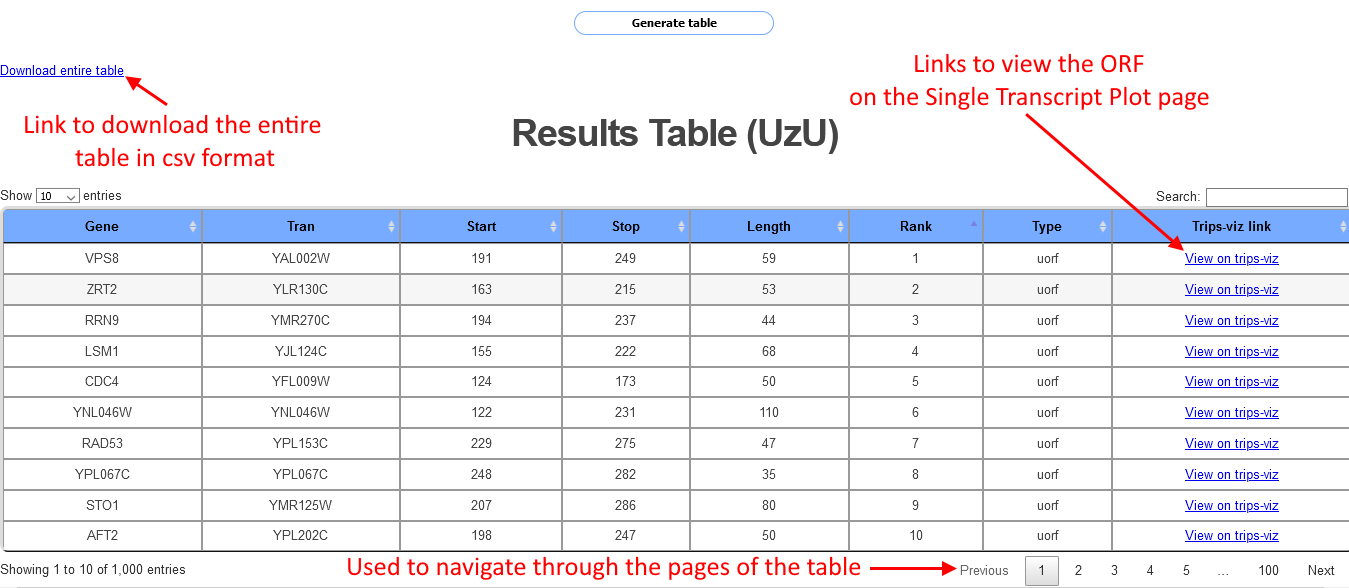 Generate table
Download entire table
Links to view the ORF
on the Single Transcript Plot page
Link to download the entire
table in csv format
Results Table (UzU)
Show 10 entries
Search:
Gene Tran Start Stop Length Rank Type Trips-viz link
VPS8 YAL002W 191 249 59 1 uorf View on trips-viz
ZRT2 YLR130C 163 215 53 2 uorf View on trips-viz
RRN9 YMR270C 194 237 44 3 uorf View on trips-viz
LSM1 YJL124C 155 222 68 4 uorf View on trips-viz
CDC4 YFL009W 124 173 50 5 uorf View on trips-viz
YNL046W YNL046W 122 231 110 6 uorf View on trips-viz
RAD53 YPL153C 229 275 47 7 uorf View on trips-viz
YPL067C YPL067C 248 282 35 8 uorf View on trips-viz
STO1 YMR125W 207 286 80 9 uorf View on trips-viz
AFT2 YPL202C 198 247 50 10 uorf View on trips-viz
Showing 1 to 10 of 1,000 entries
Used to navigate through the pages of the table
Previous 1 2 3 4 5 … 100 Next